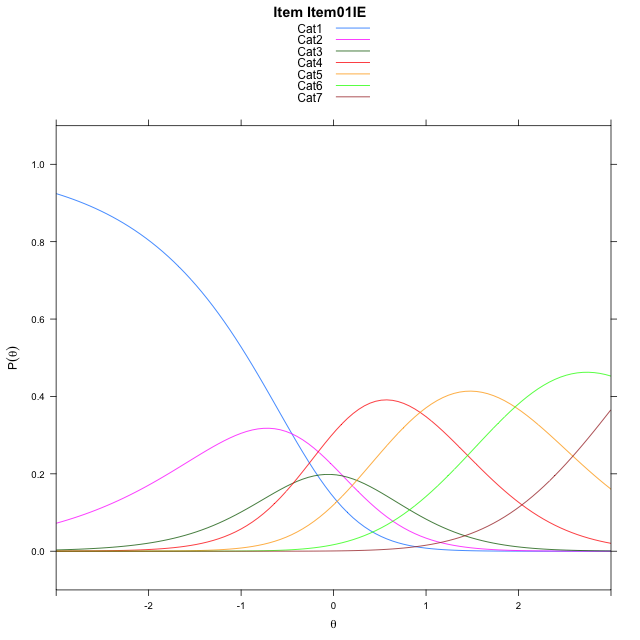 Item Item01IE
Cat1
Cat2
Cat3
Cat4
Cat5
Cat6
Cat7
1.0
0.8
0.6
0.4
0.2
0.0
P(θ)
-2 -1 0 1 2
θ